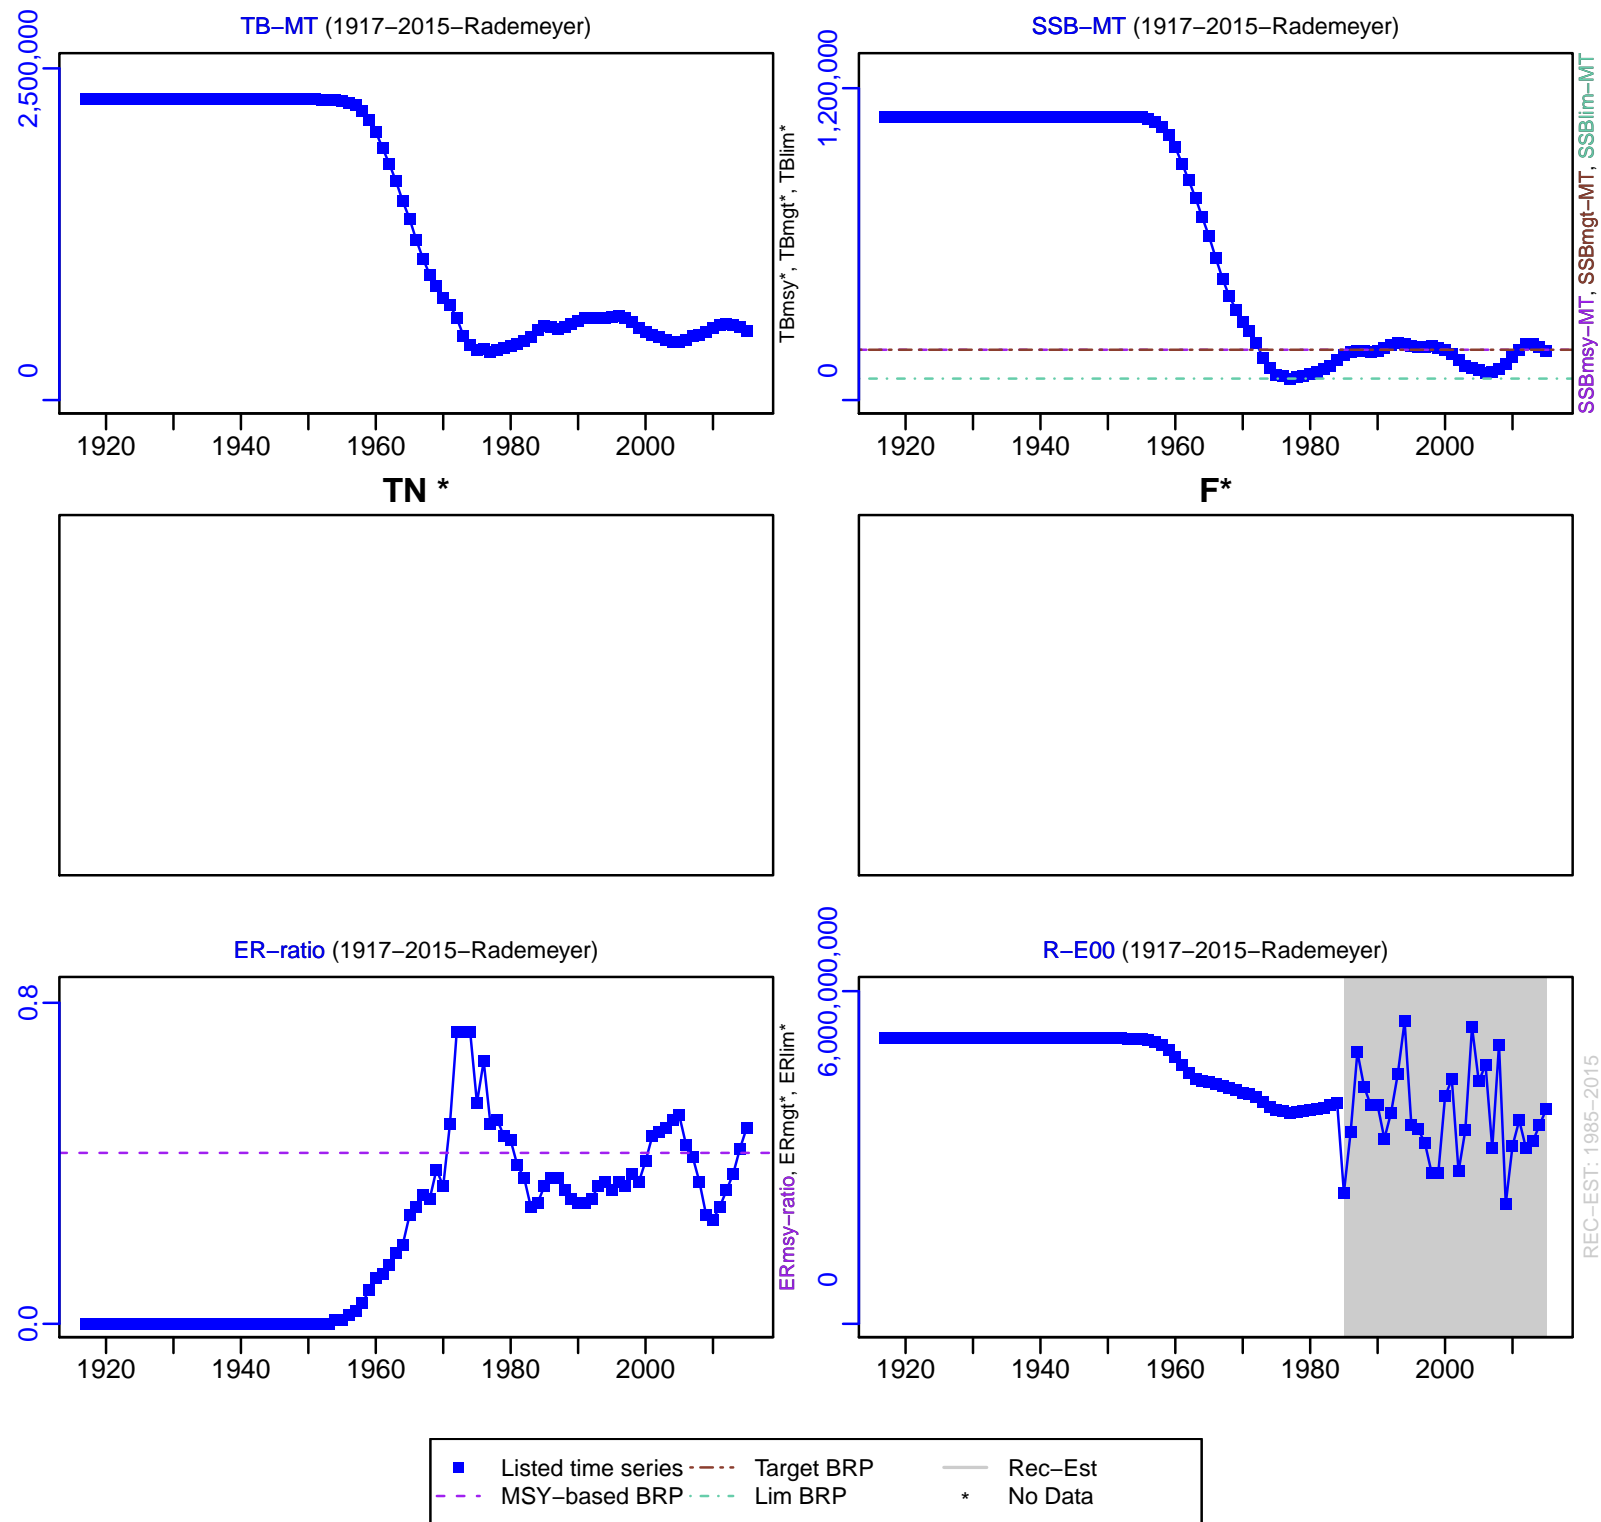 TB−MT (1917−2015−Rademeyer)
2,500,000
0
1920 1940 1960 1980 2000
TBmsy*, TBmgt*, TBlim*
SSB−MT (1917−2015−Rademeyer)
1,200,000
0
1920 1940 1960 1980 2000
SSBmsy−MT, SSBmgt−MT, SSBlim−MT
TN *
F*
ER−ratio (1917−2015−Rademeyer)
0.8
0.0
1920 1940 1960 1980 2000
ERmsy−ratio, ERmgt*, ERlim*
R−E00 (1917−2015−Rademeyer)
6,000,000,000
0
1920 1940 1960 1980 2000
REC−EST: 1985−2015
Listed time series Target BRP Rec−Est
MSY−based BRP Lim BRP * No Data